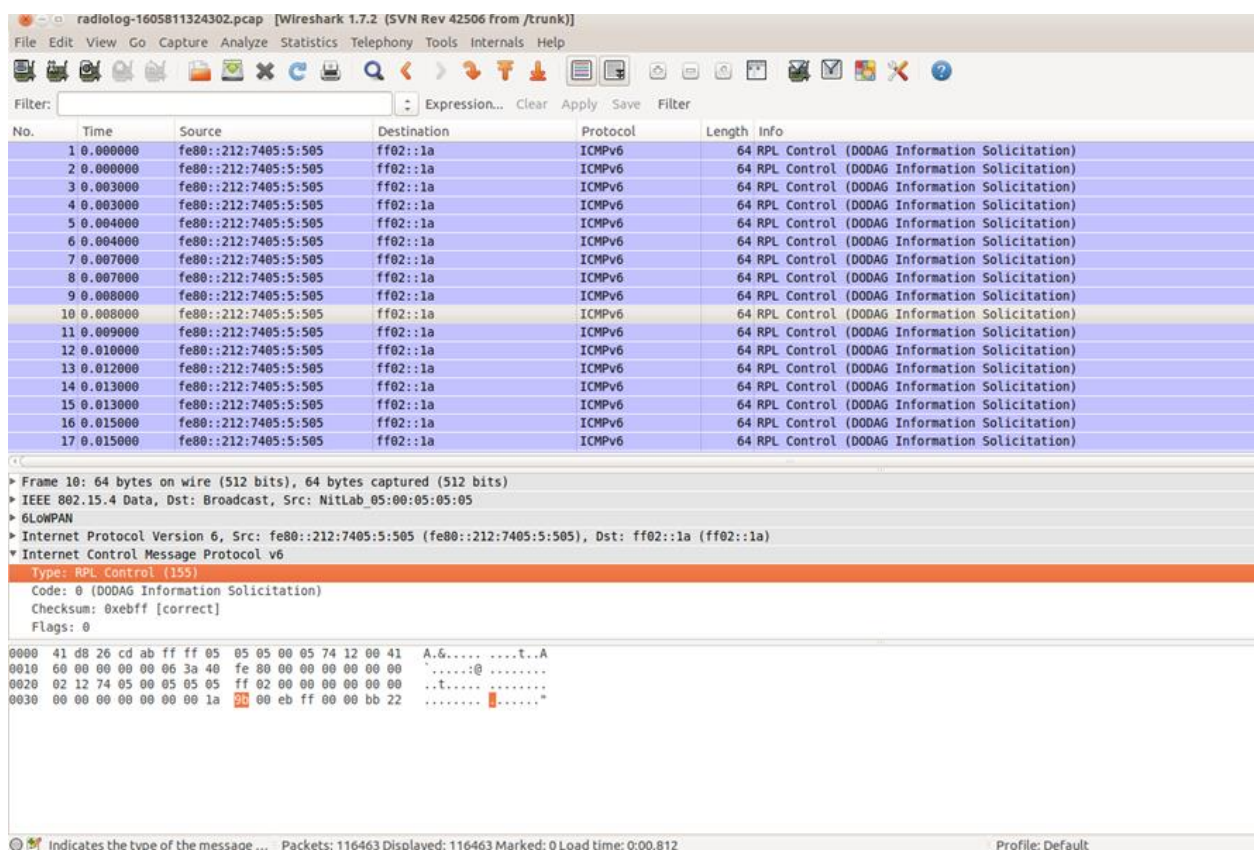 radiolog-1605811324302.pcap [Wireshark 1.7.2 (SVN Rev 42506 from /trunk)]
File Edit View Go Capture Analyze Statistics Telephony Tools Internals Help
Filter: Expression... Clear Apply Save Filter
No. Time Source Destination Protocol Length Info
1 0.000000 fe80::212:7405:5:505 ff02::1a ICMPv6 64 RPL Control (DODAG Information Solicitation)
2 0.000000 fe80::212:7405:5:505 ff02::1a ICMPv6 64 RPL Control (DODAG Information Solicitation)
3 0.003000 fe80::212:7405:5:505 ff02::1a ICMPv6 64 RPL Control (DODAG Information Solicitation)
4 0.003000 fe80::212:7405:5:505 ff02::1a ICMPv6 64 RPL Control (DODAG Information Solicitation)
5 0.004000 fe80::212:7405:5:505 ff02::1a ICMPv6 64 RPL Control (DODAG Information Solicitation)
6 0.004000 fe80::212:7405:5:505 ff02::1a ICMPv6 64 RPL Control (DODAG Information Solicitation)
7 0.007000 fe80::212:7405:5:505 ff02::1a ICMPv6 64 RPL Control (DODAG Information Solicitation)
8 0.007000 fe80::212:7405:5:505 ff02::1a ICMPv6 64 RPL Control (DODAG Information Solicitation)
9 0.008000 fe80::212:7405:5:505 ff02::1a ICMPv6 64 RPL Control (DODAG Information Solicitation)
10 0.008000 fe80::212:7405:5:505 ff02::1a ICMPv6 64 RPL Control (DODAG Information Solicitation)
11 0.009000 fe80::212:7405:5:505 ff02::1a ICMPv6 64 RPL Control (DODAG Information Solicitation)
12 0.010000 fe80::212:7405:5:505 ff02::1a ICMPv6 64 RPL Control (DODAG Information Solicitation)
13 0.012000 fe80::212:7405:5:505 ff02::1a ICMPv6 64 RPL Control (DODAG Information Solicitation)
14 0.013000 fe80::212:7405:5:505 ff02::1a ICMPv6 64 RPL Control (DODAG Information Solicitation)
15 0.013000 fe80::212:7405:5:505 ff02::1a ICMPv6 64 RPL Control (DODAG Information Solicitation)
16 0.015000 fe80::212:7405:5:505 ff02::1a ICMPv6 64 RPL Control (DODAG Information Solicitation)
17 0.015000 fe80::212:7405:5:505 ff02::1a ICMPv6 64 RPL Control (DODAG Information Solicitation)
Frame 10: 64 bytes on wire (512 bits), 64 bytes captured (512 bits)
IEEE 802.15.4 Data, Dst: Broadcast, Src: NitLab_05:00:05:05:05
6LoWPAN
Internet Protocol Version 6, Src: fe80::212:7405:5:505 (fe80::212:7405:5:505), Dst: ff02::1a (ff02::1a)
Internet Control Message Protocol v6
Type: RPL Control (155)
Code: 0 (DODAG Information Solicitation)
Checksum: 0xebff [correct]
Flags: 0
0000 41 d8 26 cd ab ff ff 05 05 05 00 05 74 12 00 41 A.&..... ....t..A
0010 60 00 00 00 00 06 3a 40 fe 80 00 00 00 00 00 00 `.....:@ ........
0020 02 12 74 05 00 05 05 05 ff 02 00 00 00 00 00 00 ..t..... ........
0030 00 00 00 00 00 00 00 1a 9b 00 eb ff 00 00 bb 22 ........ ......."
Indicates the type of the message ... Packets: 116463 Displayed: 116463 Marked: 0 Load time: 0:00.812 Profile: Default